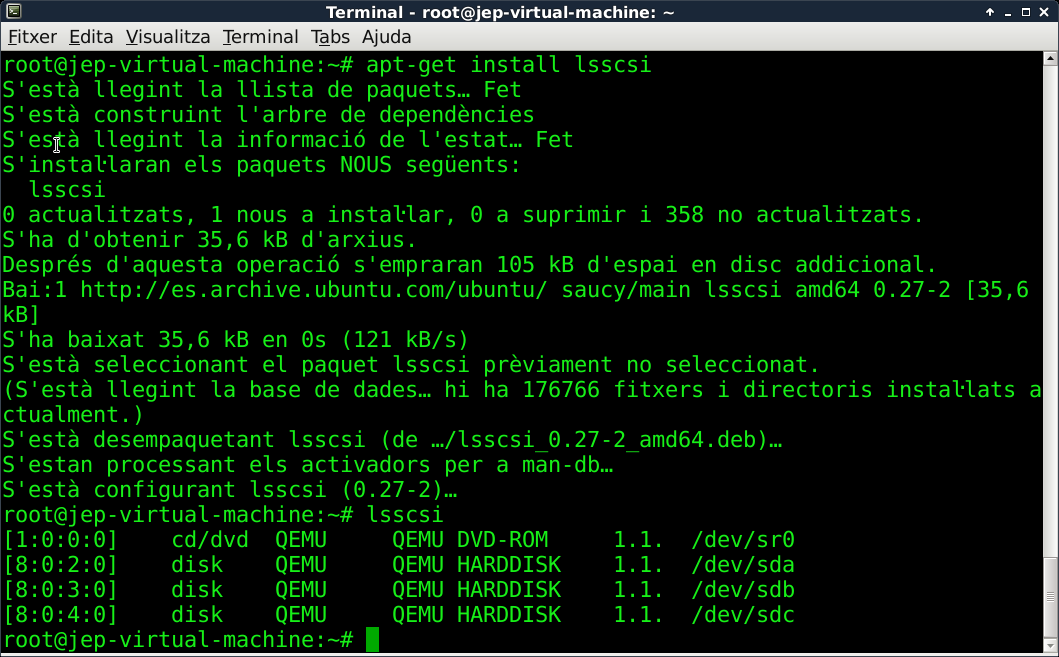 Terminal - root@jep-virtual-machine: ~
Fitxer Edita Visualitza Terminal Tabs Ajuda
root@jep-virtual-machine:~# apt-get install lsscsi
S'està llegint la llista de paquets… Fet
S'està construint l'arbre de dependències
S'està llegint la informació de l'estat… Fet
S'instal·laran els paquets NOUS següents:
  lsscsi
0 actualitzats, 1 nous a instal·lar, 0 a suprimir i 358 no actualitzats.
S'ha d'obtenir 35,6 kB d'arxius.
Després d'aquesta operació s'empraran 105 kB d'espai en disc addicional.
Bai:1 http://es.archive.ubuntu.com/ubuntu/ saucy/main lsscsi amd64 0.27-2 [35,6
kB]
S'ha baixat 35,6 kB en 0s (121 kB/s)
S'està seleccionant el paquet lsscsi prèviament no seleccionat.
(S'està llegint la base de dades… hi ha 176766 fitxers i directoris instal·lats a
ctualment.)
S'està desempaquetant lsscsi (de …/lsscsi_0.27-2_amd64.deb)…
S'estan processant els activadors per a man-db…
S'està configurant lsscsi (0.27-2)…
root@jep-virtual-machine:~# lsscsi
[1:0:0:0]    cd/dvd  QEMU     QEMU DVD-ROM     1.1.  /dev/sr0
[8:0:2:0]    disk    QEMU     QEMU HARDDISK    1.1.  /dev/sda
[8:0:3:0]    disk    QEMU     QEMU HARDDISK    1.1.  /dev/sdb
[8:0:4:0]    disk    QEMU     QEMU HARDDISK    1.1.  /dev/sdc
root@jep-virtual-machine:~#